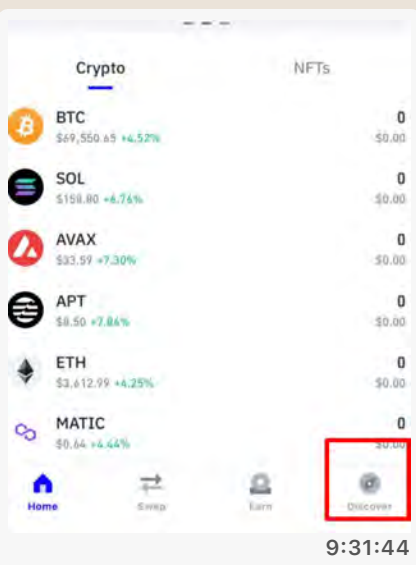 Crypto NFTs
BTC 0
$69,550.65 +4.52% $0.00
SOL 0
$158.80 +6.76% $0.00
AVAX 0
$33.59 +7.30% $0.00
APT 0
$8.50 +7.86% $0.00
ETH 0
$3,612.99 +4.25% $0.00
MATIC 0
$0.64 +4.44% $0.00
Home Swap Earn Discover
9:31:44